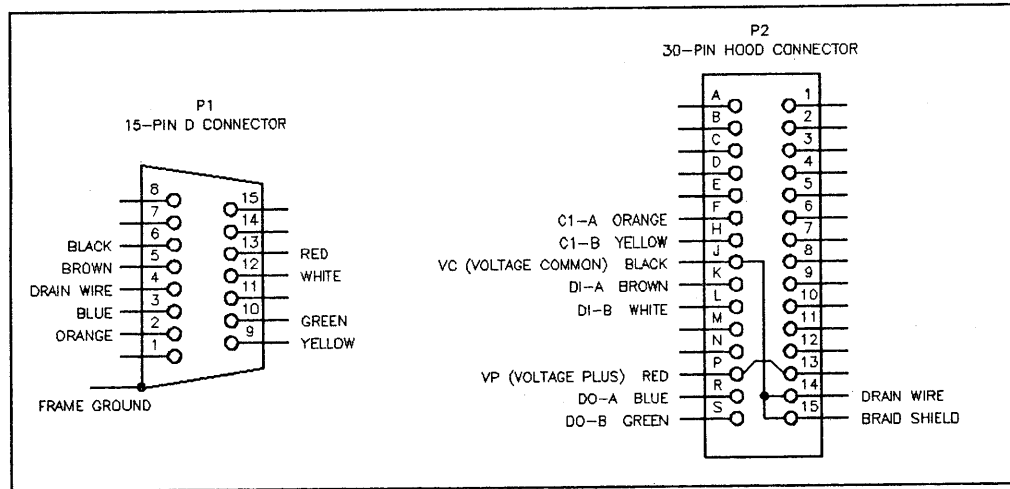 P1
15-PIN D CONNECTOR
8
7
BLACK 6
BROWN 5
DRAIN WIRE 4
BLUE 3
ORANGE 2
1
15
14
13 RED
12 WHITE
11
10 GREEN
9 YELLOW
FRAME GROUND
P2
30-PIN HOOD CONNECTOR
A 1
B 2
C 3
D 4
E 5
C1-A ORANGE F 6
C1-B YELLOW H 7
VC (VOLTAGE COMMON) BLACK J 8
DI-A BROWN K 9
DI-B WHITE L 10
M 11
N 12
VP (VOLTAGE PLUS) RED P 13
DO-A BLUE R 14 DRAIN WIRE
DO-B GREEN S 15 BRAID SHIELD